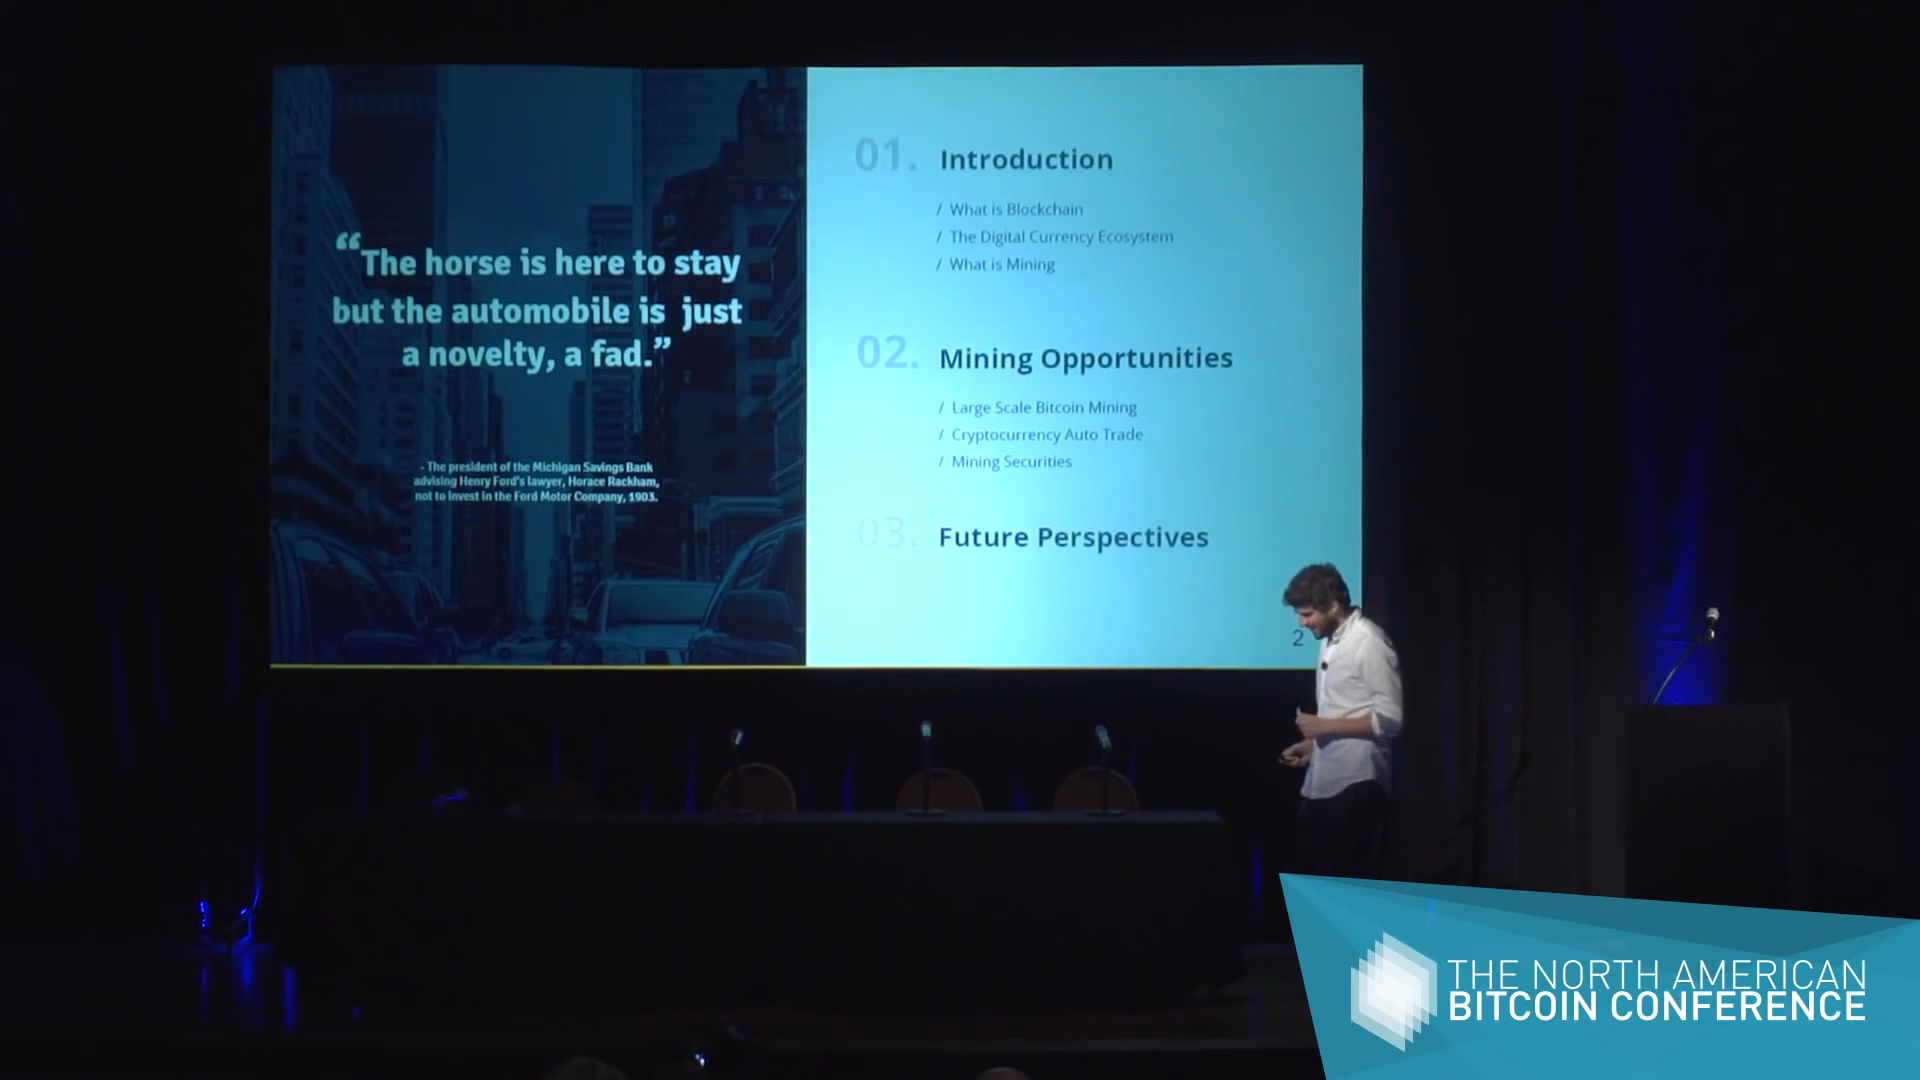 “The horse is here to stay
but the automobile is just
a novelty, a fad.”
- The president of the Michigan Savings Bank
advising Henry Ford's lawyer, Horace Rackham,
not to invest in the Ford Motor Company, 1903.
01. Introduction
/ What is Blockchain
/ The Digital Currency Ecosystem
/ What is Mining
02. Mining Opportunities
/ Large Scale Bitcoin Mining
/ Cryptocurrency Auto Trade
/ Mining Securities
03. Future Perspectives
2
THE NORTH AMERICAN
BITCOIN CONFERENCE